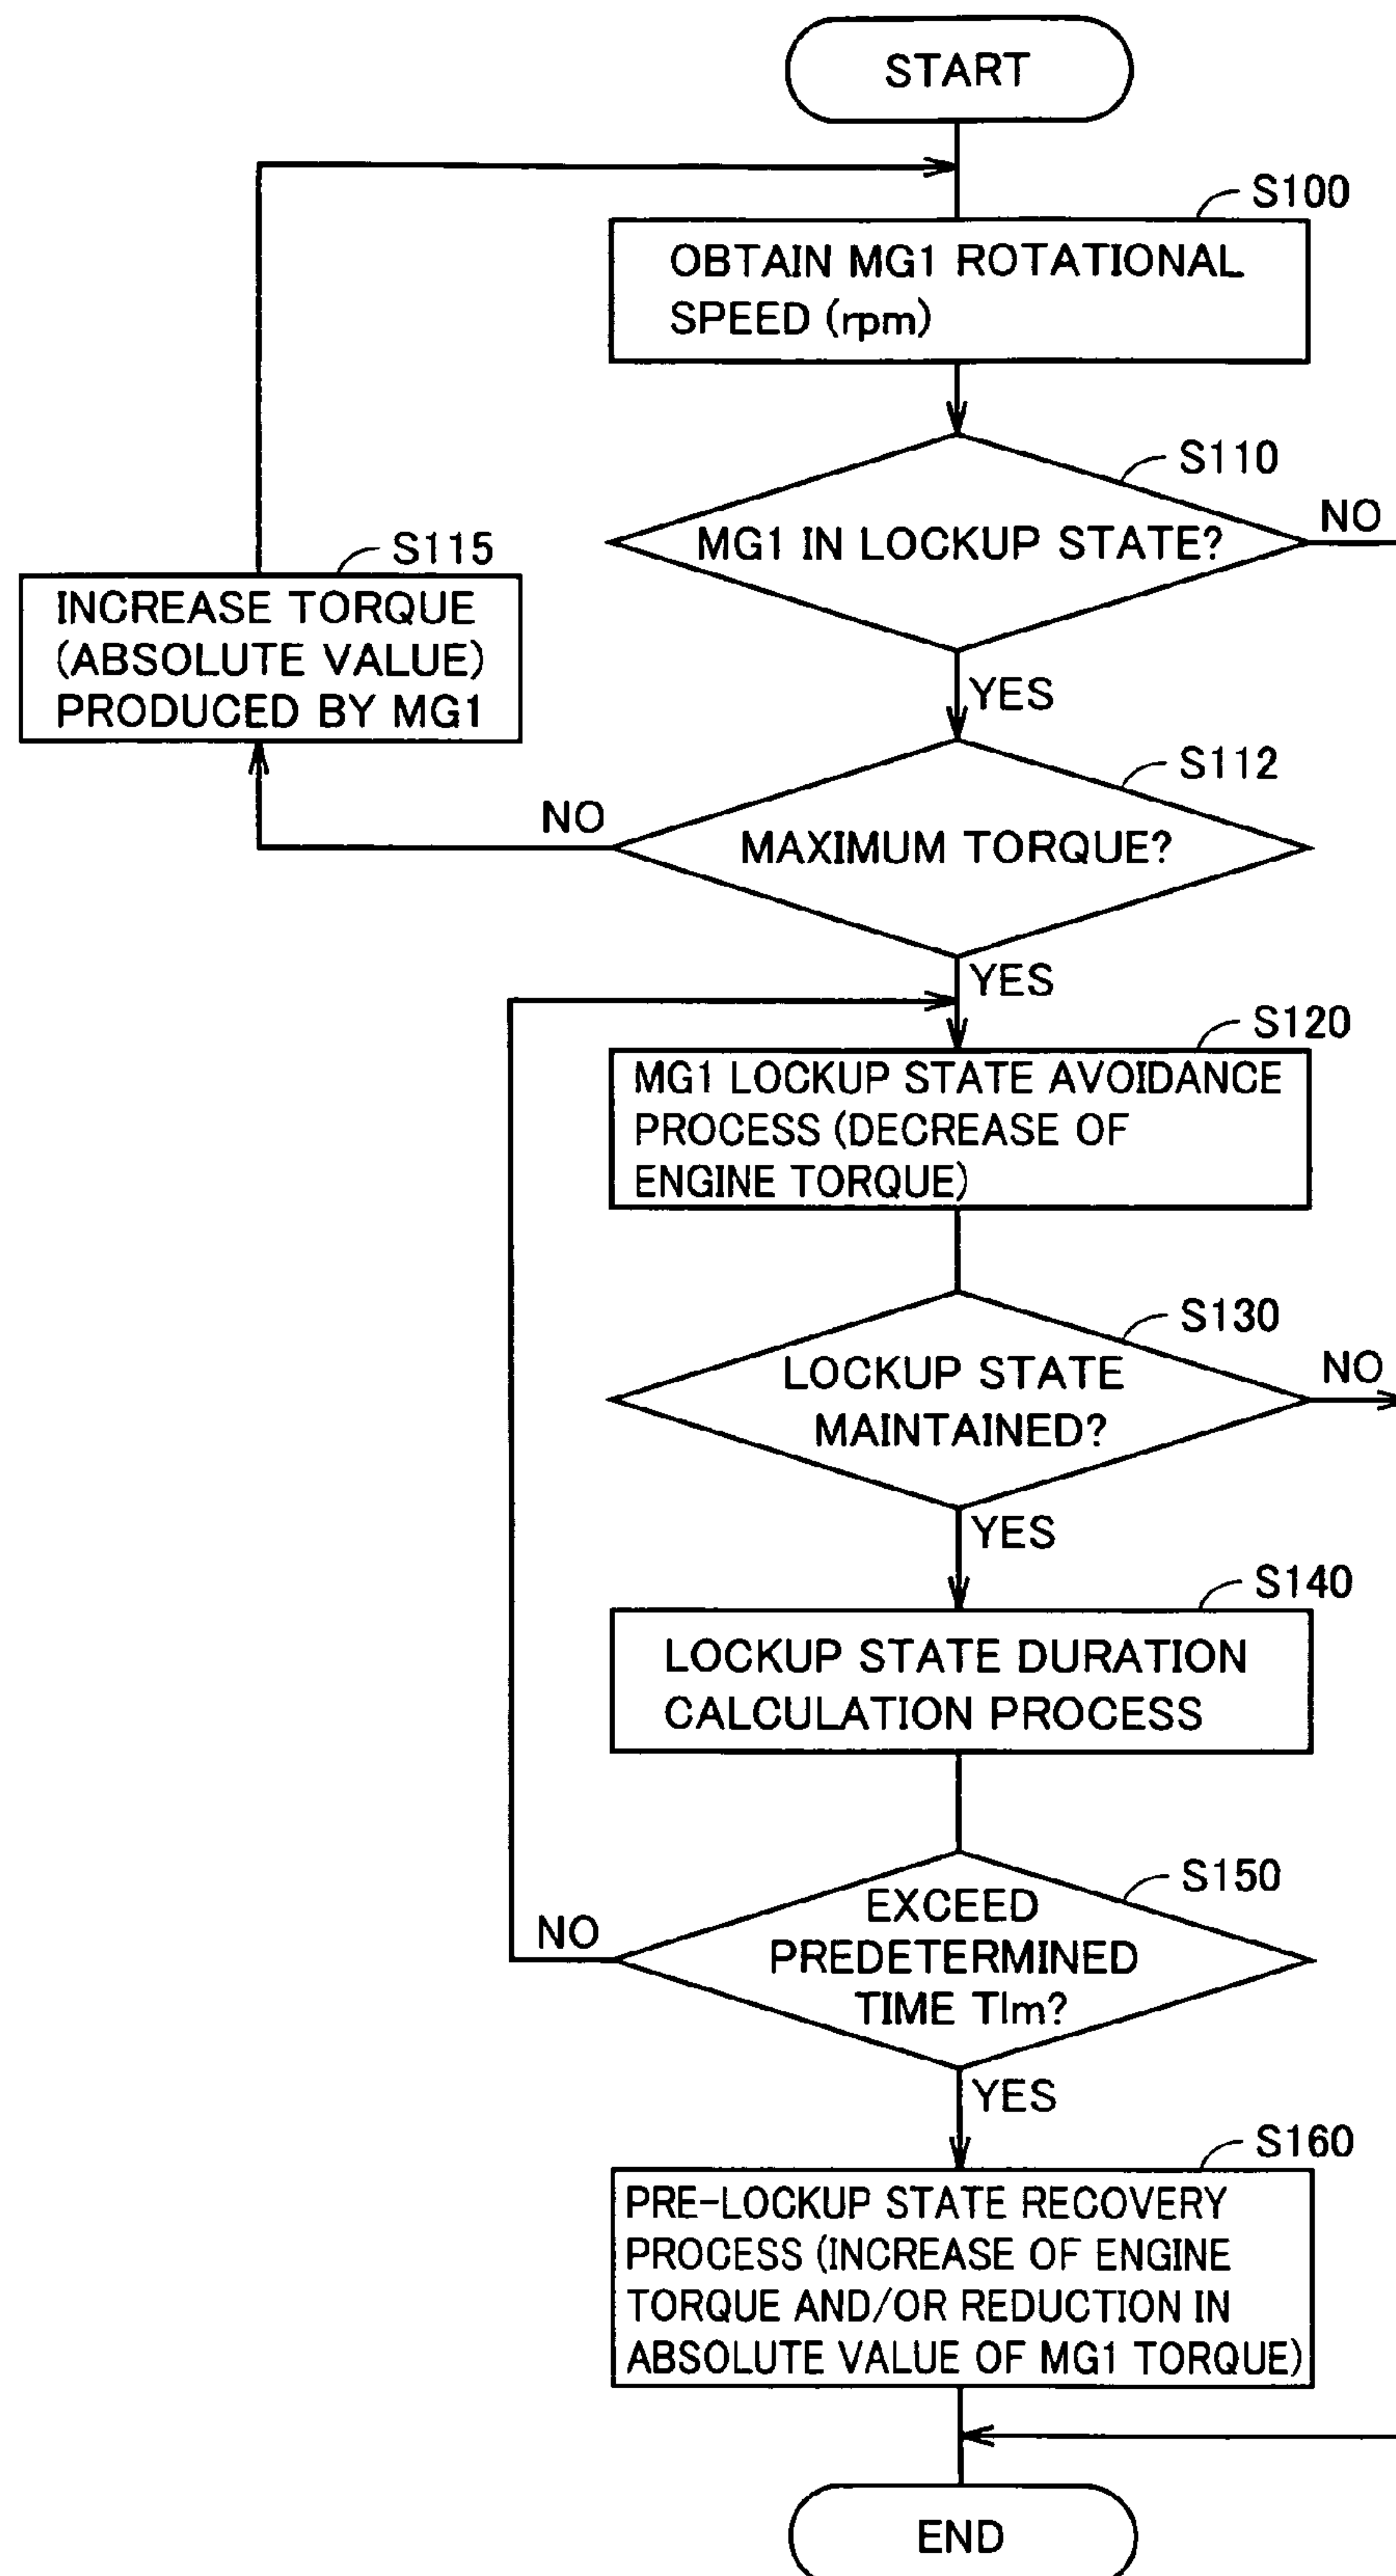 START
S100
OBTAIN MG1 ROTATIONAL
SPEED (rpm)
S110
MG1 IN LOCKUP STATE?
NO
YES
S115
INCREASE TORQUE
(ABSOLUTE VALUE)
PRODUCED BY MG1
S112
MAXIMUM TORQUE?
NO
YES
S120
MG1 LOCKUP STATE AVOIDANCE
PROCESS (DECREASE OF
ENGINE TORQUE)
S130
LOCKUP STATE
MAINTAINED?
NO
YES
S140
LOCKUP STATE DURATION
CALCULATION PROCESS
S150
EXCEED
PREDETERMINED
TIME Tlm?
NO
YES
S160
PRE-LOCKUP STATE RECOVERY
PROCESS (INCREASE OF ENGINE
TORQUE AND/OR REDUCTION IN
ABSOLUTE VALUE OF MG1 TORQUE)
END